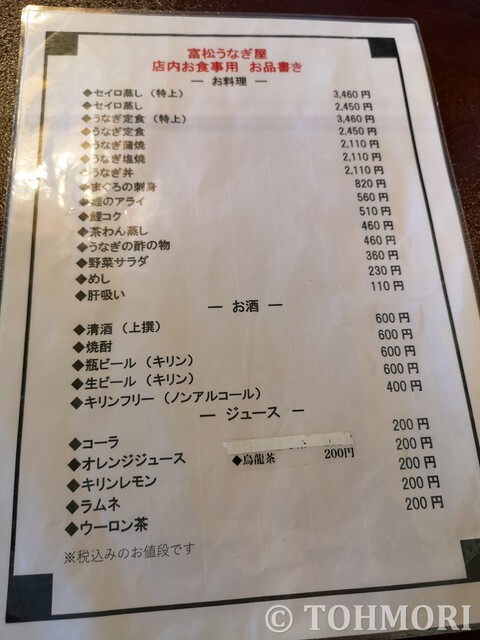 富松うなぎ屋
店内お食事用 お品書き
― お料理 ―
◆セイロ蒸し（特上） 3,460円
◆セイロ蒸し 2,450円
◆うなぎ定食（特上） 3,460円
◆うなぎ定食 2,450円
◆うなぎ蒲焼 2,110円
◆うなぎ塩焼 2,110円
◆うなぎ丼 2,110円
◆まぐろの刺身 820円
◆鯉のアライ 560円
◆鯉コク 510円
◆茶わん蒸し 460円
◆うなぎの酢の物 460円
◆野菜サラダ 360円
◆めし 230円
◆肝吸い 110円
― お酒 ―
◆清酒（上撰） 600円
◆焼酎 600円
◆瓶ビール（キリン） 600円
◆生ビール（キリン） 600円
◆キリンフリー（ノンアルコール） 400円
― ジュース ―
◆コーラ 200円
◆オレンジジュース 200円
◆烏龍茶 200円
◆キリンレモン 200円
◆ラムネ 200円
◆ウーロン茶 200円
※税込みのお値段です
© TOHMORI